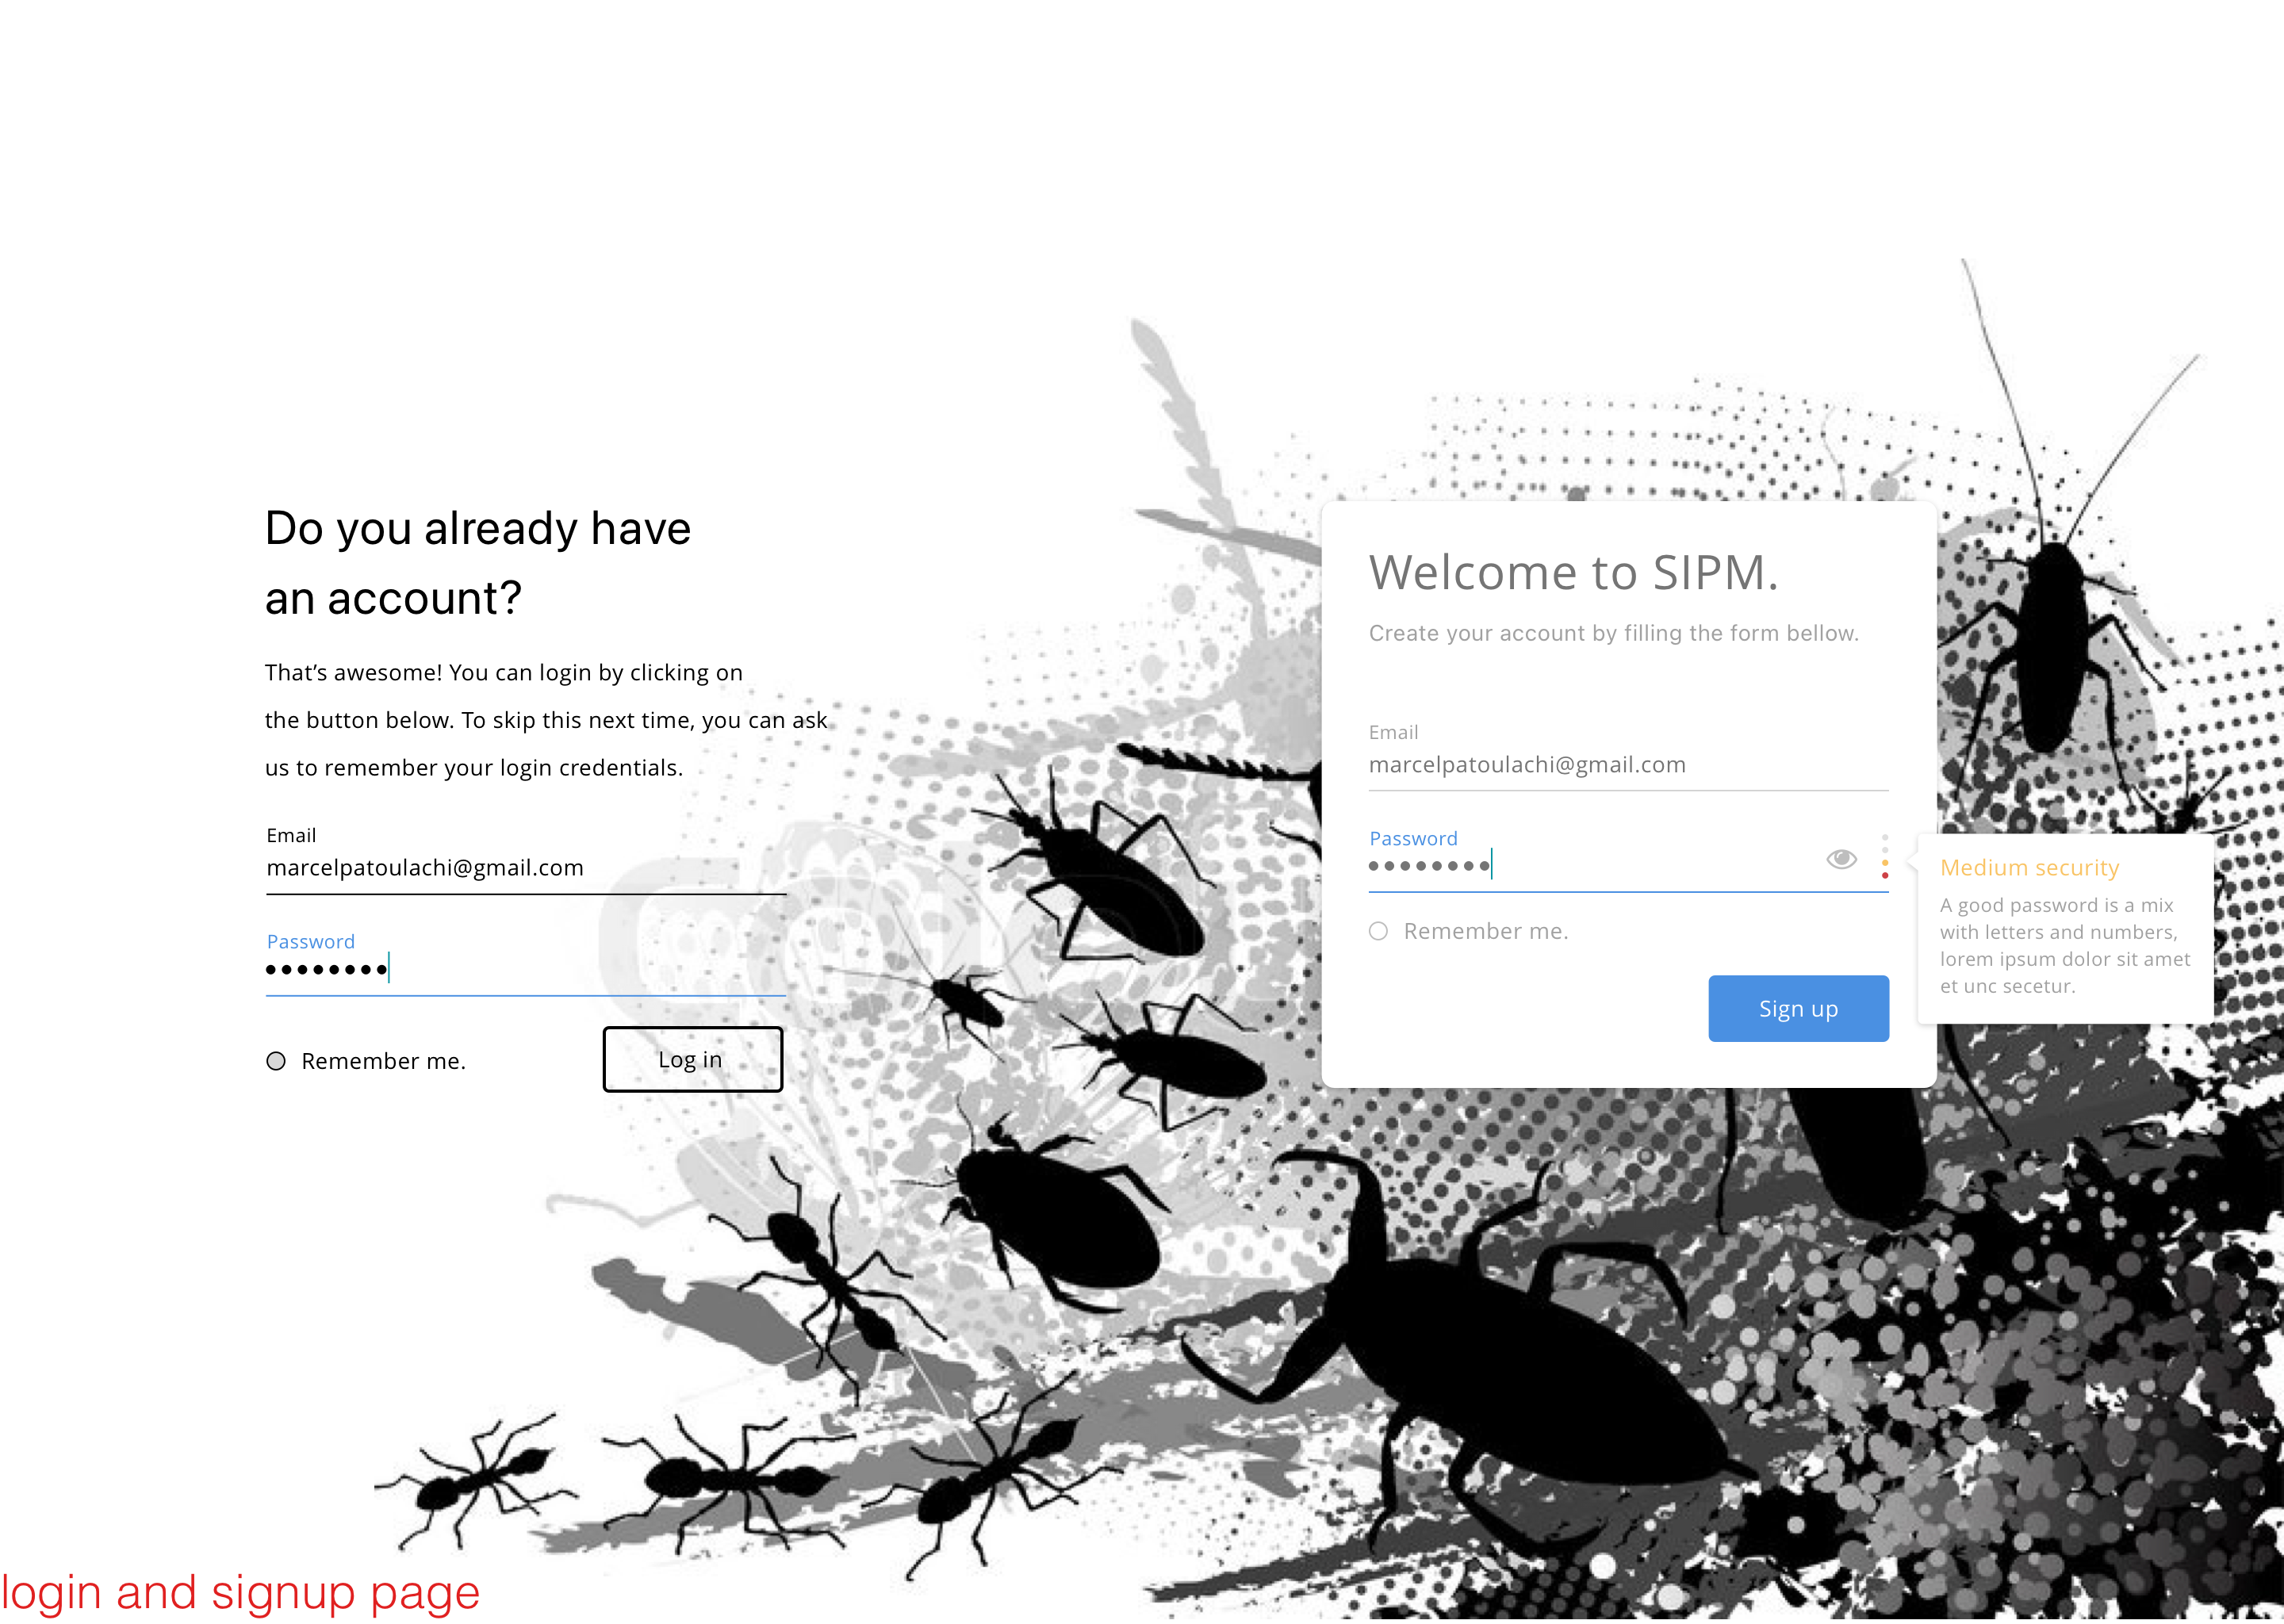 Do you already have
an account?
That’s awesome! You can login by clicking on
the button below. To skip this next time, you can ask
us to remember your login credentials.
Email
marcelpatoulachi@gmail.com
Password
Remember me.
Log in
Welcome to SIPM.
Create your account by filling the form bellow.
Email
marcelpatoulachi@gmail.com
Password
Remember me.
Sign up
Medium security
A good password is a mix
with letters and numbers,
lorem ipsum dolor sit amet
et unc secetur.
login and signup page